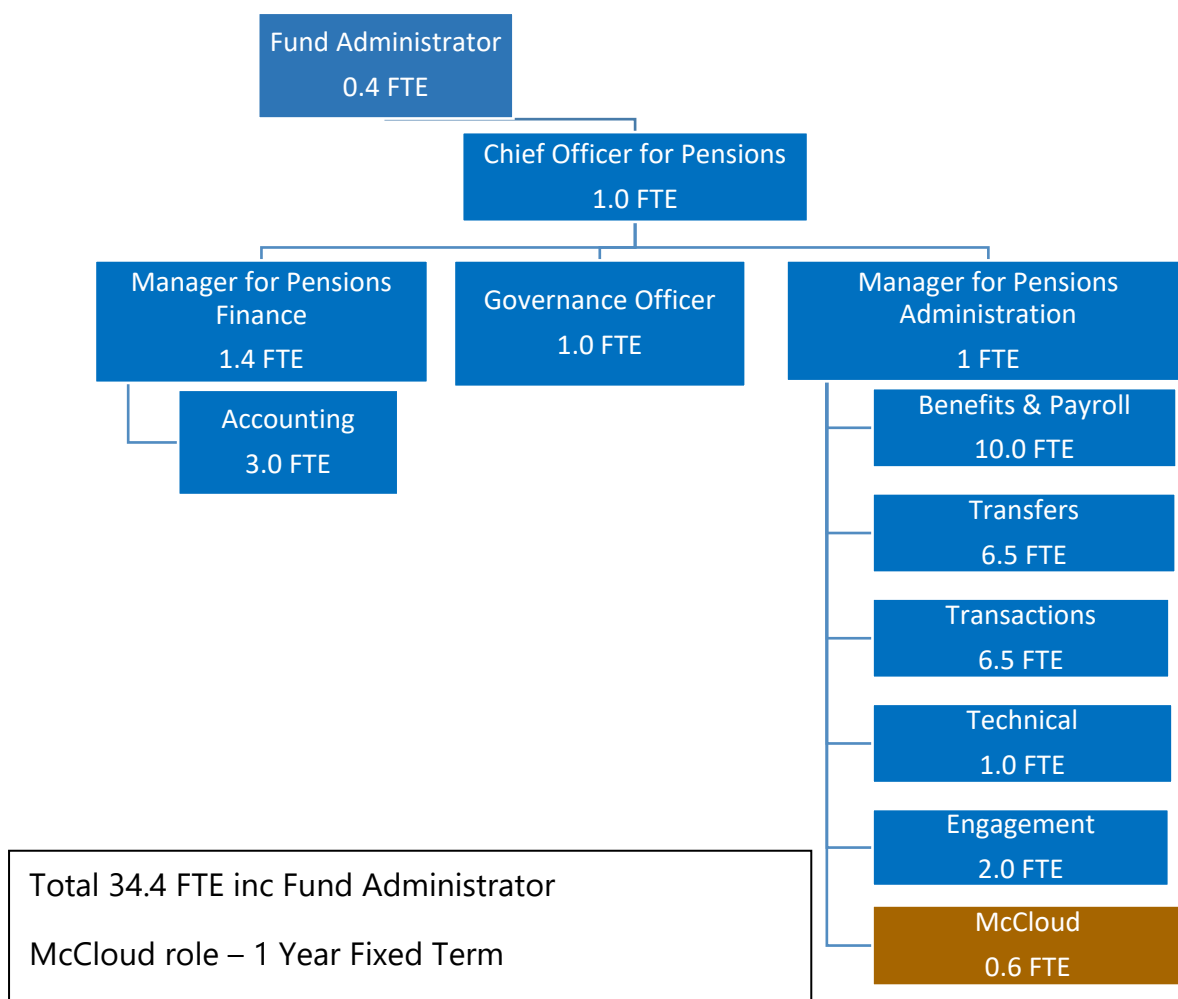 Fund Administrator
0.4 FTE
Chief Officer for Pensions
1.0 FTE
Manager for Pensions
Finance
1.4 FTE
Governance Officer
1.0 FTE
Manager for Pensions
Administration
1 FTE
Accounting
3.0 FTE
Benefits & Payroll
10.0 FTE
Transfers
6.5 FTE
Transactions
6.5 FTE
Technical
1.0 FTE
Engagement
2.0 FTE
McCloud
0.6 FTE
Total 34.4 FTE inc Fund Administrator
McCloud role – 1 Year Fixed Term